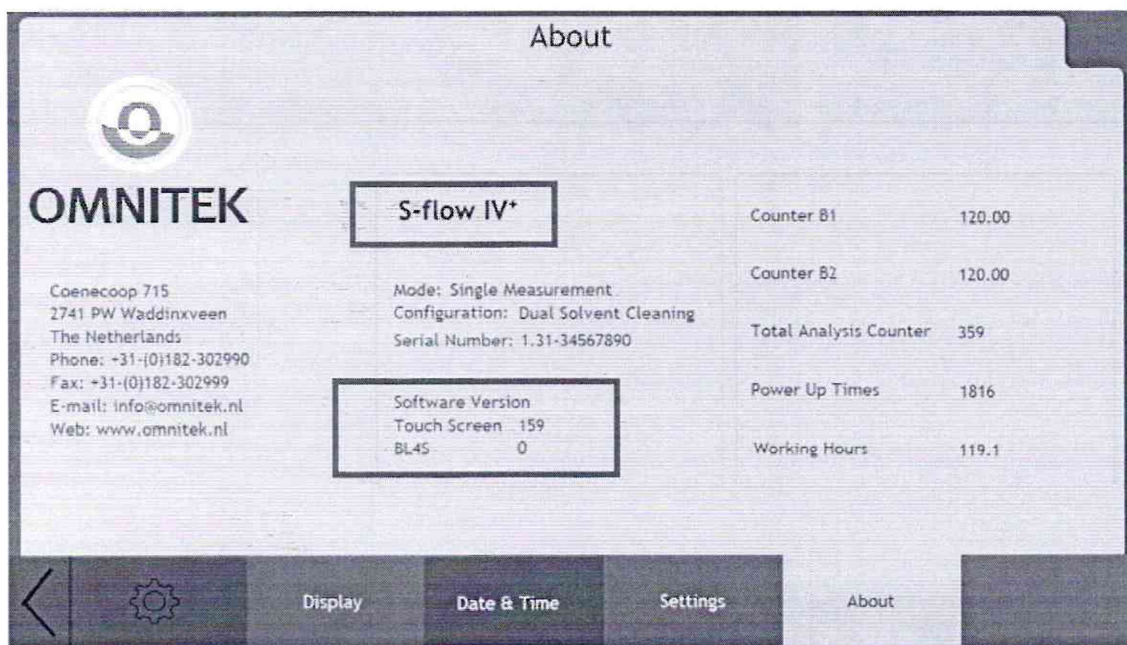 About
OMNITEK
Coenecoop 715
2741 PW Waddinxveen
The Netherlands
Phone: +31-(0)182-302990
Fax: +31-(0)182-302999
E-mail: info@omnitek.nl
Web: www.omnitek.nl
S-flow IV⁺
Mode: Single Measurement
Configuration: Dual Solvent Cleaning
Serial Number: 1.31-34567890
Software Version
Touch Screen 159
BL4S 0
Counter B1 120.00
Counter B2 120.00
Total Analysis Counter 359
Power Up Times 1816
Working Hours 119.1
Display
Date & Time
Settings
About